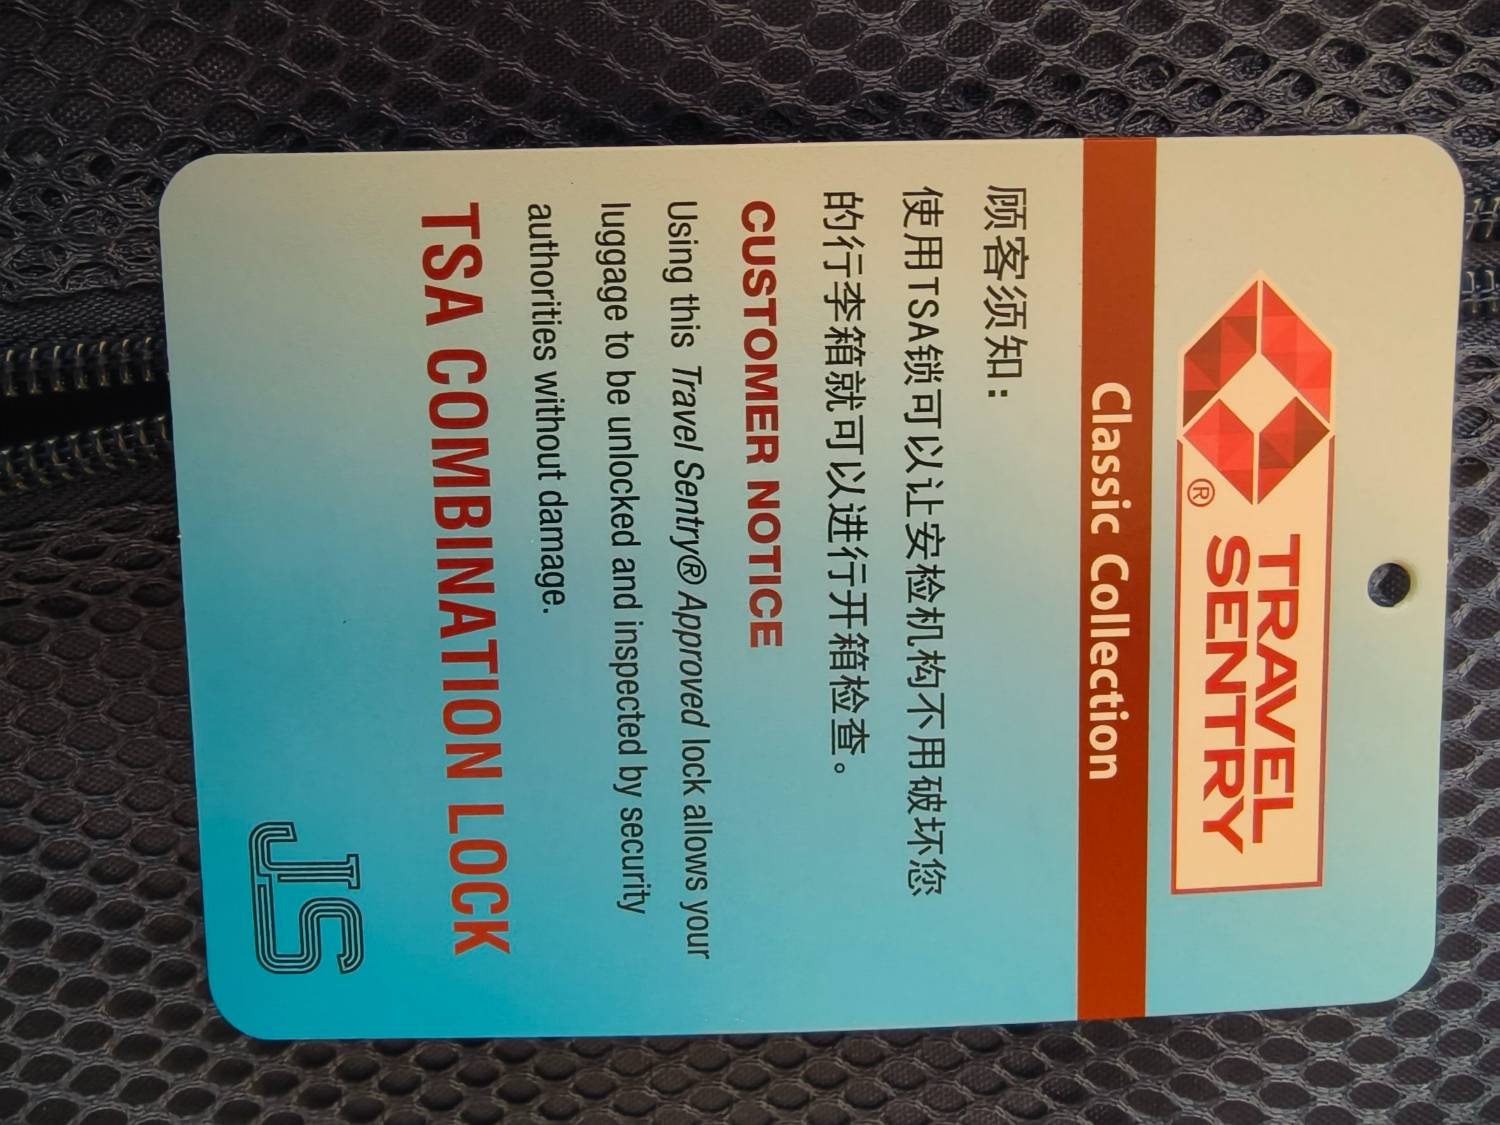 TRAVEL
SENTRY
®
Classic Collection
顾客须知：
使用TSA锁可以让安检机构不用破坏您
的行李箱就可以进行开箱检查。
CUSTOMER NOTICE
Using this Travel Sentry® Approved lock allows your
luggage to be unlocked and inspected by security
authorities without damage.
TSA COMBINATION LOCK
JS